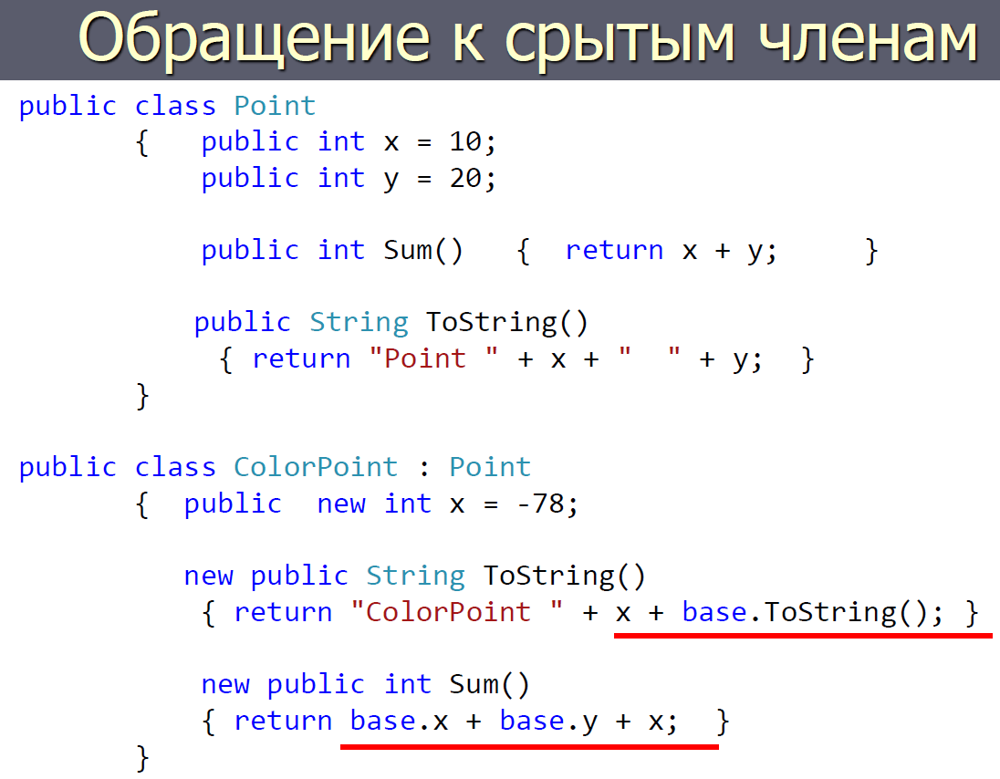 Обращение к срытым членам
public class Point
{   public int x = 10;
public int y = 20;
public int Sum()   {  return x + y;     }
public String ToString()
{ return "Point " + x + "  " + y;  }
}
public class ColorPoint : Point
{  public  new int x = -78;
new public String ToString()
{ return "ColorPoint " + x + base.ToString(); }
new public int Sum()
{ return base.x + base.y + x;  }
}